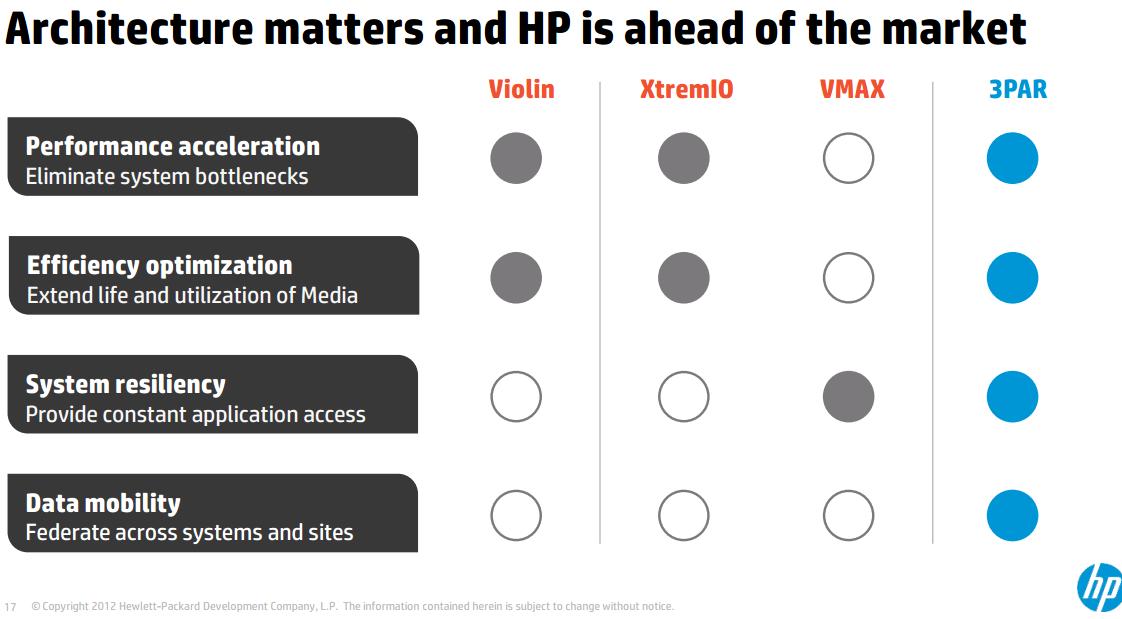 Architecture matters and HP is ahead of the market
Violin XtremIO VMAX 3PAR
Performance acceleration
Eliminate system bottlenecks
Efficiency optimization
Extend life and utilization of Media
System resiliency
Provide constant application access
Data mobility
Federate across systems and sites
17 © Copyright 2012 Hewlett-Packard Development Company, L.P. The information contained herein is subject to change without notice.
hp